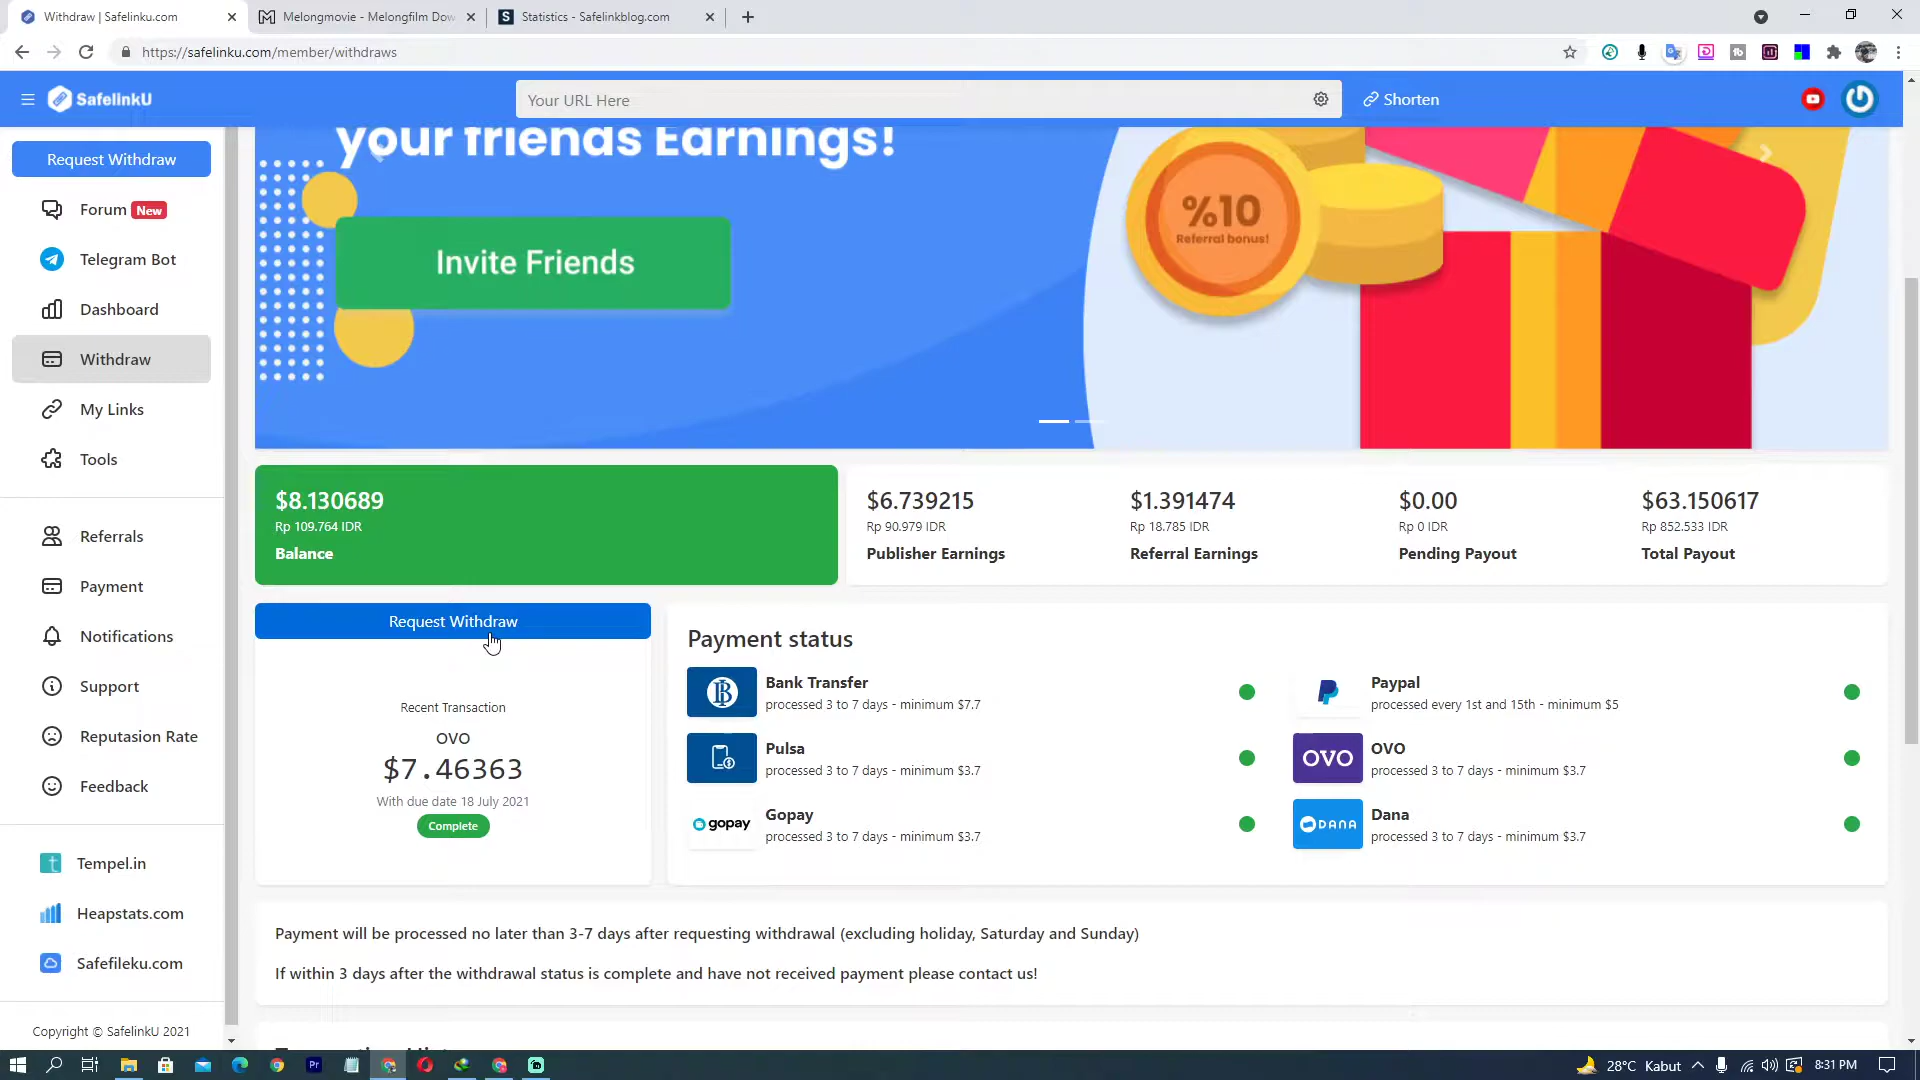 Withdraw | Safelinku.com
Melongmovie - Melongfilm Dow
Statistics - Safelinkblog.com
https://safelinku.com/member/withdraws
SafelinkU
Your URL Here
Shorten
Request Withdraw
Forum New
Telegram Bot
Dashboard
Withdraw
My Links
Tools
Referrals
Payment
Notifications
Support
Reputasion Rate
Feedback
Tempel.in
Heapstats.com
Safefileku.com
Copyright © SafelinkU 2021
your friends Earnings!
Invite Friends
%10
Referral bonus!
$8.130689
Rp 109.764 IDR
Balance
$6.739215
Rp 90.979 IDR
Publisher Earnings
$1.391474
Rp 18.785 IDR
Referral Earnings
$0.00
Rp 0 IDR
Pending Payout
$63.150617
Rp 852.533 IDR
Total Payout
Request Withdraw
Recent Transaction
OVO
$7.46363
With due date 18 July 2021
Complete
Payment status
Bank Transfer
processed 3 to 7 days - minimum $7.7
Paypal
processed every 1st and 15th - minimum $5
Pulsa
processed 3 to 7 days - minimum $3.7
OVO
OVO
processed 3 to 7 days - minimum $3.7
gopay
Gopay
processed 3 to 7 days - minimum $3.7
DANA
Dana
processed 3 to 7 days - minimum $3.7
Payment will be processed no later than 3-7 days after requesting withdrawal (excluding holiday, Saturday and Sunday)
If within 3 days after the withdrawal status is complete and have not received payment please contact us!
Pr
28°C Kabut
8:31 PM